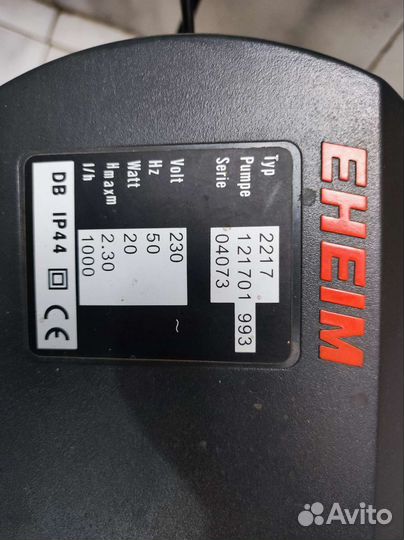 EHEIM
Typ 2217
Pumpe 121701 993
Serie 04073
Volt 230 ~
Hz 50
Watt 20
Hmaxm 2.30
l/h 1000
DB IP44 CE
Avito